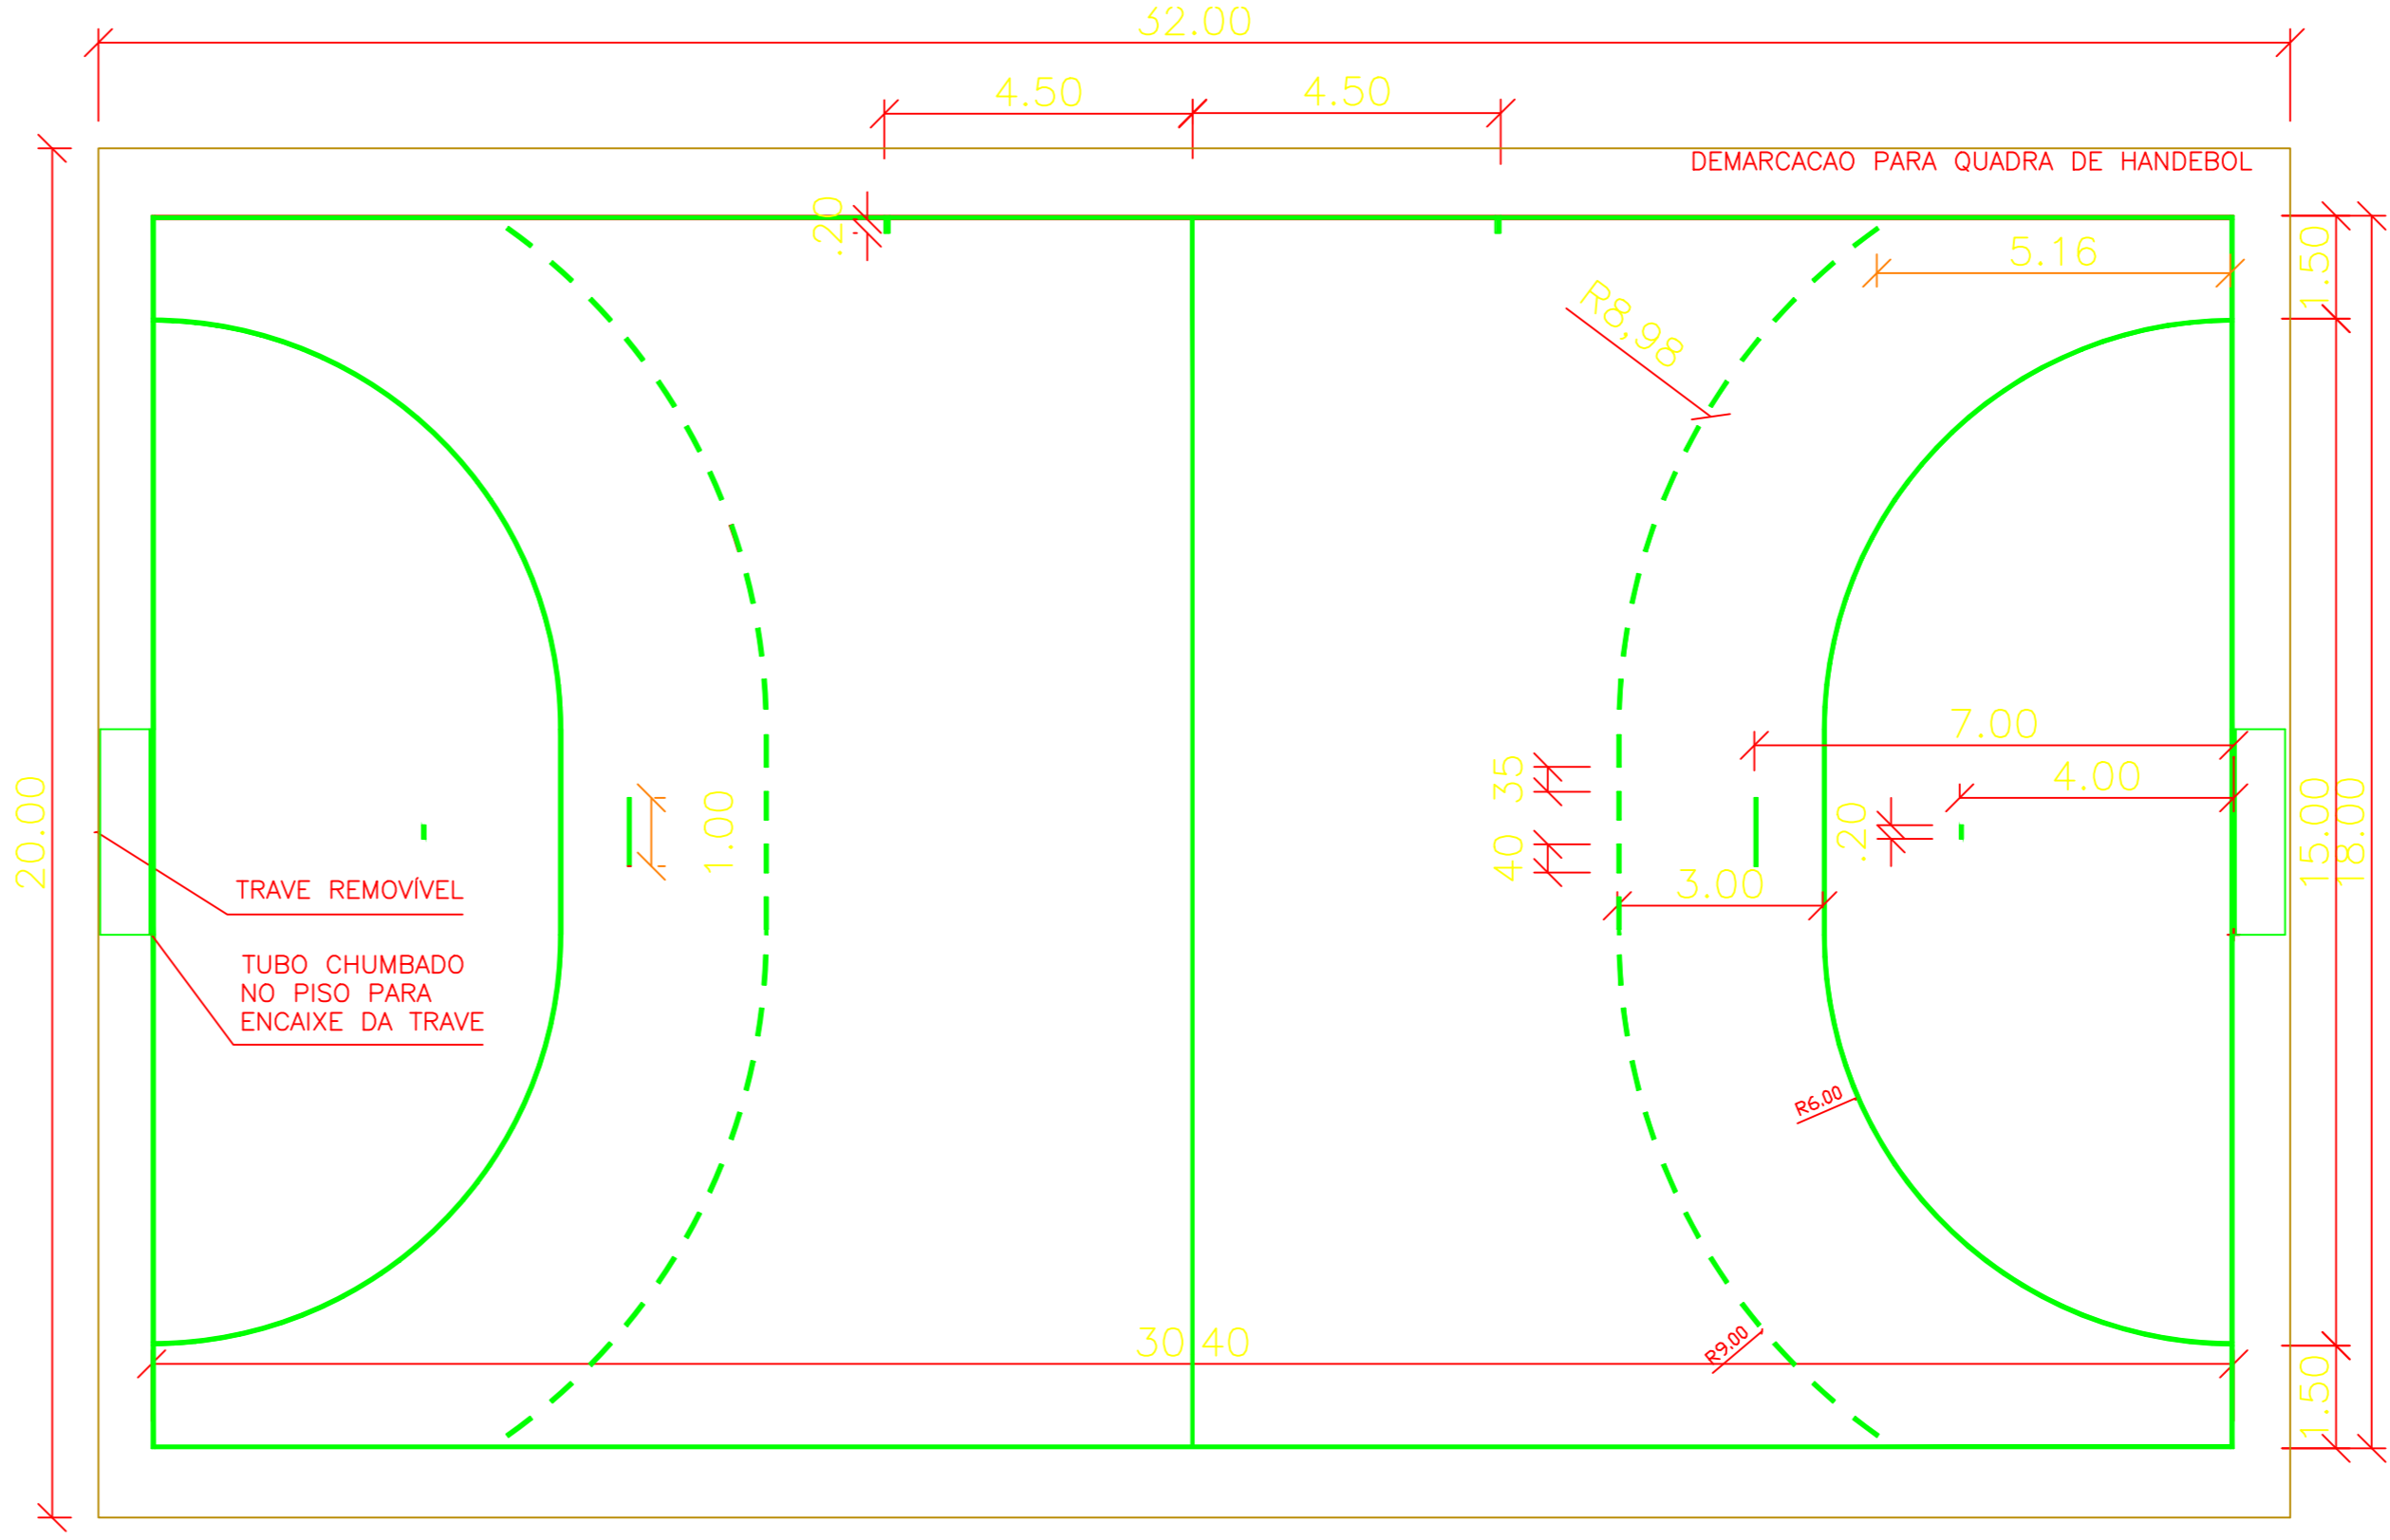 32.00
4.50
4.50
DEMARCACAO PARA QUADRA DE HANDEBOL
.20
5.16
1.50
R8,98
7.00
35
4.00
20.00
1.00
.20
15.00
18.00
40
3.00
TRAVE REMOVÍVEL
TUBO CHUMBADO
NO PISO PARA
ENCAIXE DA TRAVE
R6.00
R9.00
30.40
1.50